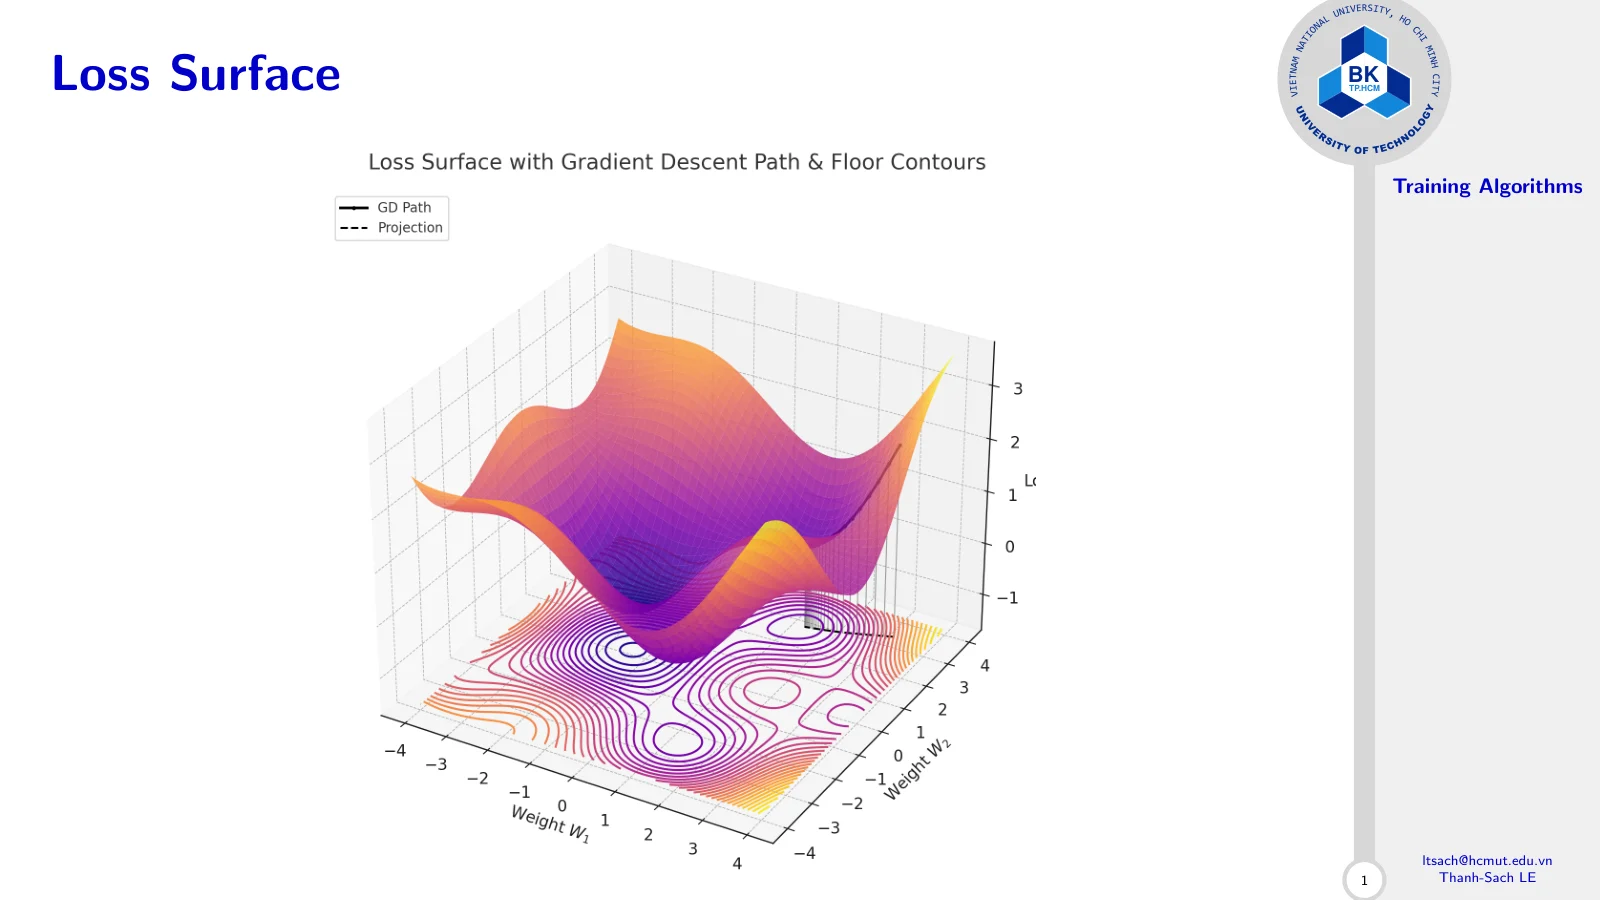 Loss Surface
VIETNAM NATIONAL UNIVERSITY, HO CHI MINH CITY
BK
TP.HCM
UNIVERSITY OF TECHNOLOGY
Training Algorithms
Loss Surface with Gradient Descent Path & Floor Contours
GD Path
Projection
3
2
1
0
−1
4
3
2
1
0
−1
−2
−3
−4
Weight W₂
−4
−3
−2
−1
0
1
2
3
4
Weight W₁
ltsach@hcmut.edu.vn
Thanh-Sach LE
1